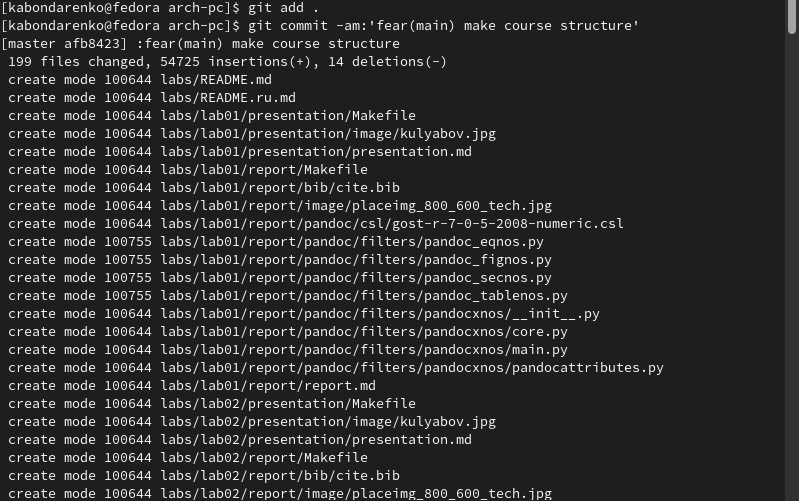 [kabondarenko@fedora arch-pc]$ git add .
[kabondarenko@fedora arch-pc]$ git commit -am:'fear(main) make course structure'
[master afb8423] :fear(main) make course structure
 199 files changed, 54725 insertions(+), 14 deletions(-)
 create mode 100644 labs/README.md
 create mode 100644 labs/README.ru.md
 create mode 100644 labs/lab01/presentation/Makefile
 create mode 100644 labs/lab01/presentation/image/kulyabov.jpg
 create mode 100644 labs/lab01/presentation/presentation.md
 create mode 100644 labs/lab01/report/Makefile
 create mode 100644 labs/lab01/report/bib/cite.bib
 create mode 100644 labs/lab01/report/image/placeimg_800_600_tech.jpg
 create mode 100644 labs/lab01/report/pandoc/csl/gost-r-7-0-5-2008-numeric.csl
 create mode 100755 labs/lab01/report/pandoc/filters/pandoc_eqnos.py
 create mode 100755 labs/lab01/report/pandoc/filters/pandoc_fignos.py
 create mode 100755 labs/lab01/report/pandoc/filters/pandoc_secnos.py
 create mode 100755 labs/lab01/report/pandoc/filters/pandoc_tablenos.py
 create mode 100644 labs/lab01/report/pandoc/filters/pandocxnos/__init__.py
 create mode 100644 labs/lab01/report/pandoc/filters/pandocxnos/core.py
 create mode 100644 labs/lab01/report/pandoc/filters/pandocxnos/main.py
 create mode 100644 labs/lab01/report/pandoc/filters/pandocxnos/pandocattributes.py
 create mode 100644 labs/lab01/report/report.md
 create mode 100644 labs/lab02/presentation/Makefile
 create mode 100644 labs/lab02/presentation/image/kulyabov.jpg
 create mode 100644 labs/lab02/presentation/presentation.md
 create mode 100644 labs/lab02/report/Makefile
 create mode 100644 labs/lab02/report/bib/cite.bib
 create mode 100644 labs/lab02/report/image/placeimg_800_600_tech.jpg